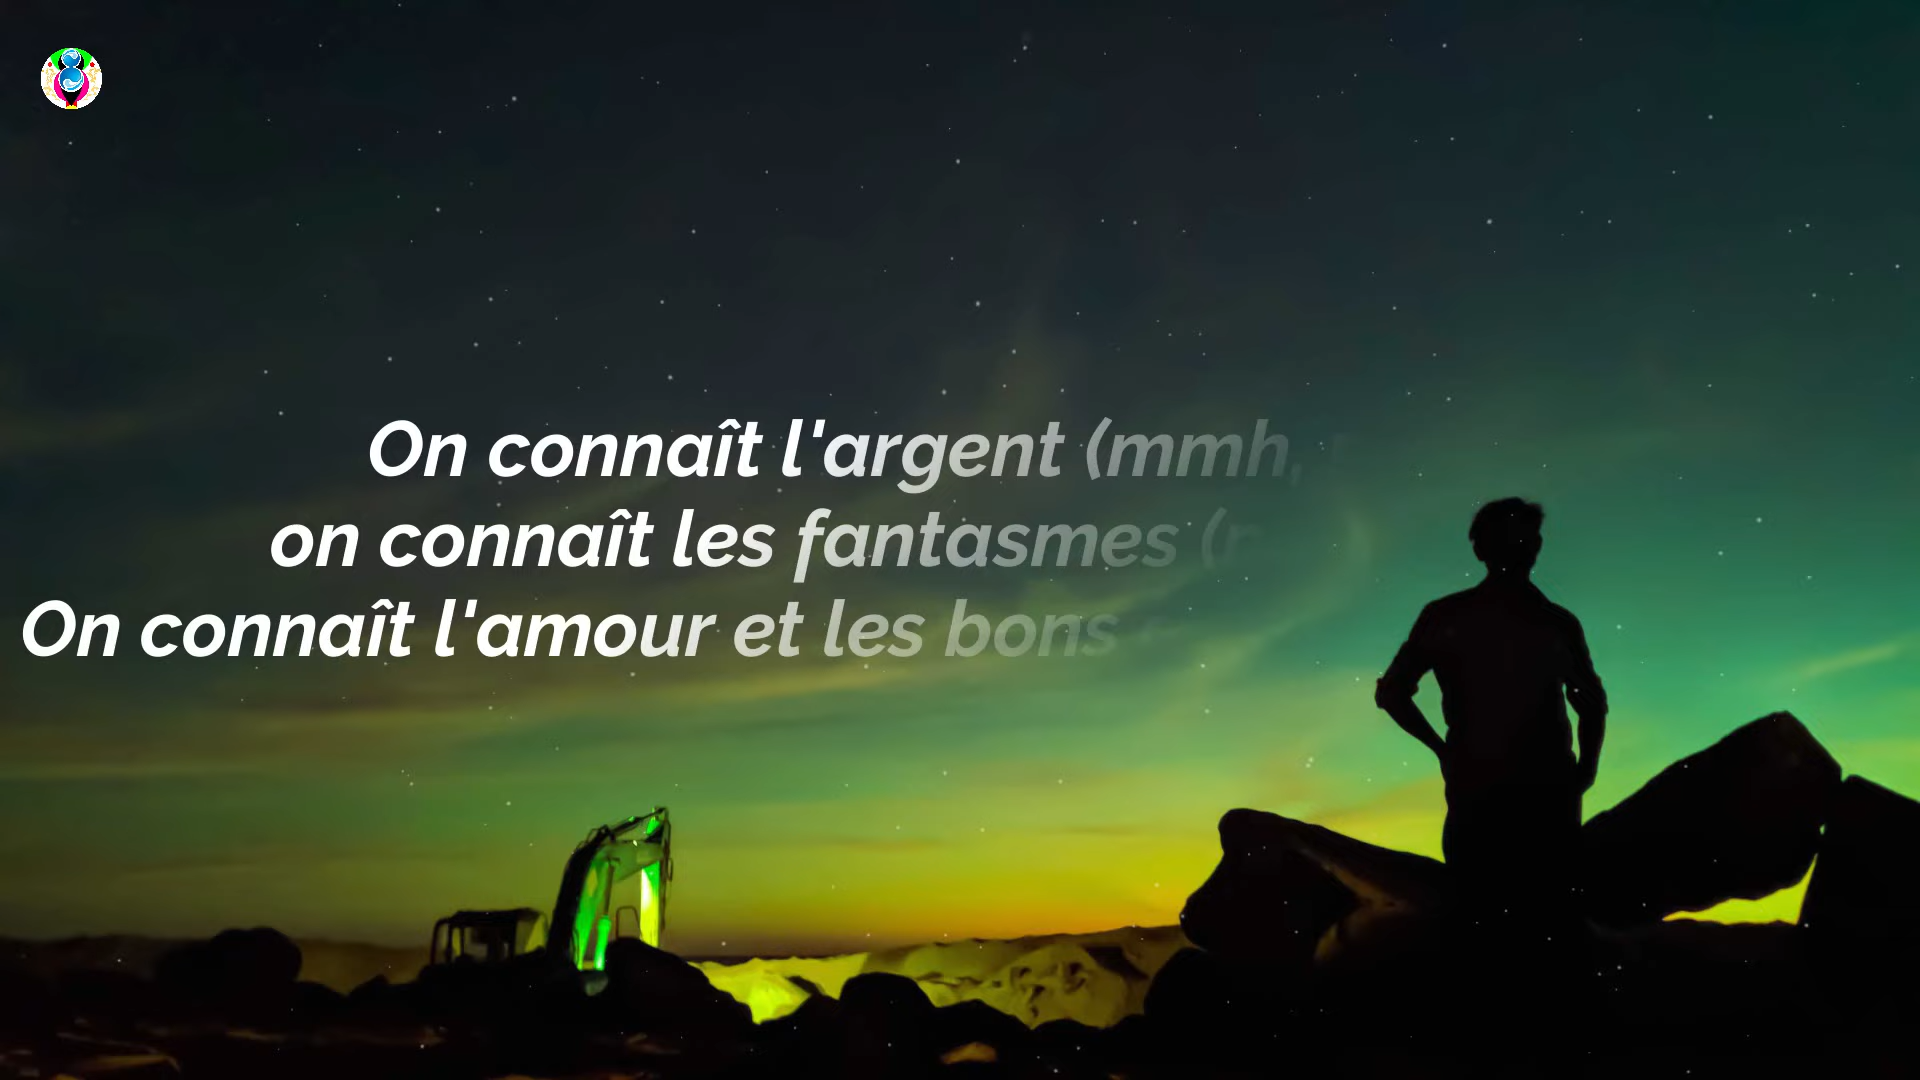 On connaît l'argent (mmh,
on connaît les fantasmes (
On connaît l'amour et les bons